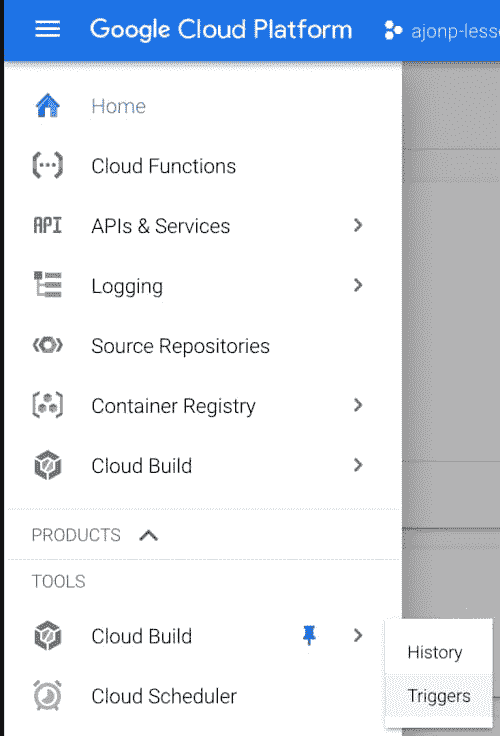 Google Cloud Platform ajonp-less
Home
Cloud Functions
API APIs & Services
Logging
Source Repositories
Container Registry
Cloud Build
PRODUCTS
TOOLS
Cloud Build
History
Triggers
Cloud Scheduler